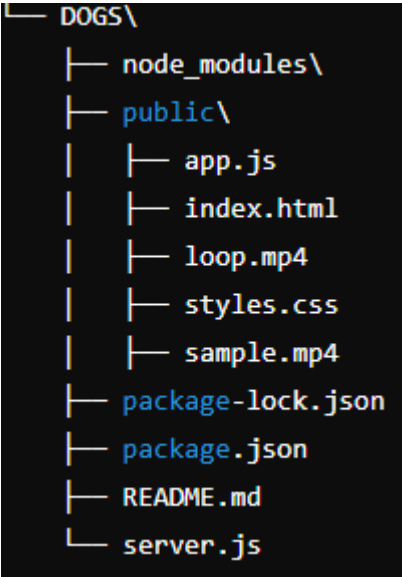 └── DOGS\
├── node_modules\
├── public\
│ ├── app.js
│ ├── index.html
│ ├── loop.mp4
│ ├── styles.css
│ ├── sample.mp4
├── package-lock.json
├── package.json
├── README.md
└── server.js